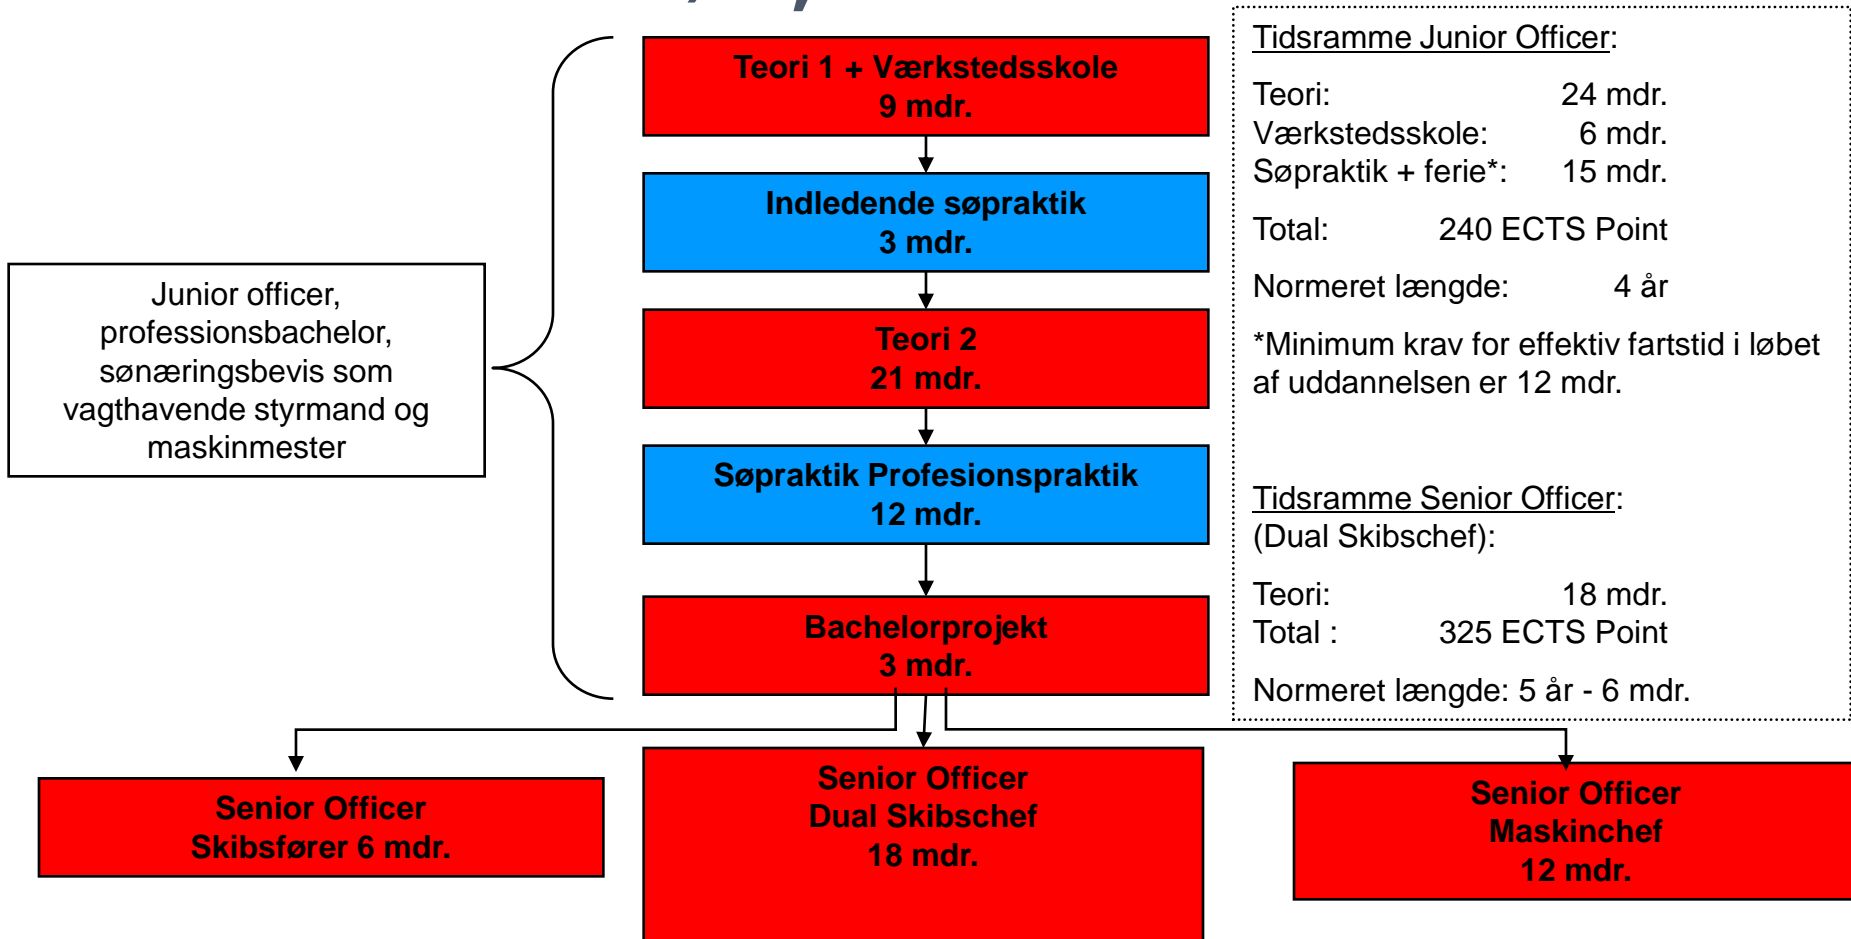 Teori 1 + Værkstedsskole
9 mdr.
Indledende søpraktik
3 mdr.
Teori 2
21 mdr.
Søpraktik Profesionspraktik
12 mdr.
Bachelorprojekt
3 mdr.
Junior officer,
professionsbachelor,
sønæringsbevis som
vagthavende styrmand og
maskinmester
Senior Officer
Skibsfører 6 mdr.
Senior Officer
Dual Skibschef
18 mdr.
Senior Officer
Maskinchef
12 mdr.
Tidsramme Junior Officer:
Teori: 24 mdr.
Værkstedsskole: 6 mdr.
Søpraktik + ferie*: 15 mdr.
Total: 240 ECTS Point
Normeret længde: 4 år
*Minimum krav for effektiv fartstid i løbet
af uddannelsen er 12 mdr.
Tidsramme Senior Officer:
(Dual Skibschef):
Teori: 18 mdr.
Total : 325 ECTS Point
Normeret længde: 5 år - 6 mdr.